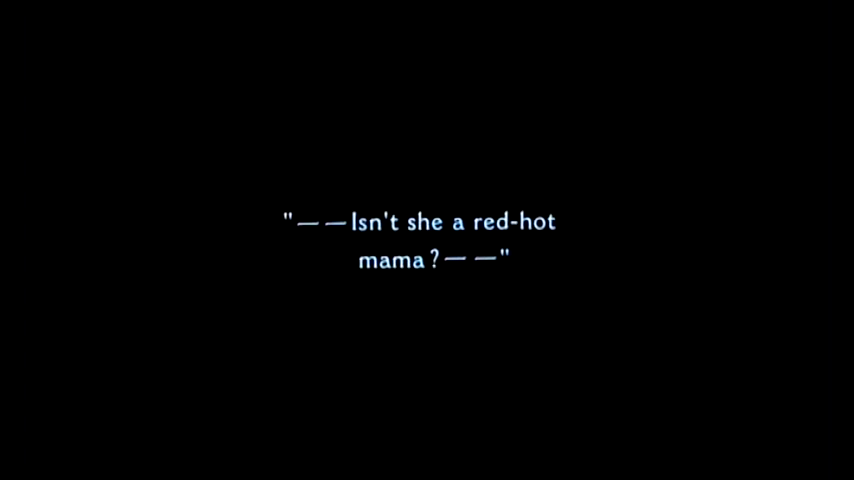 "— —Isn't she a red-hot
mama?— —"